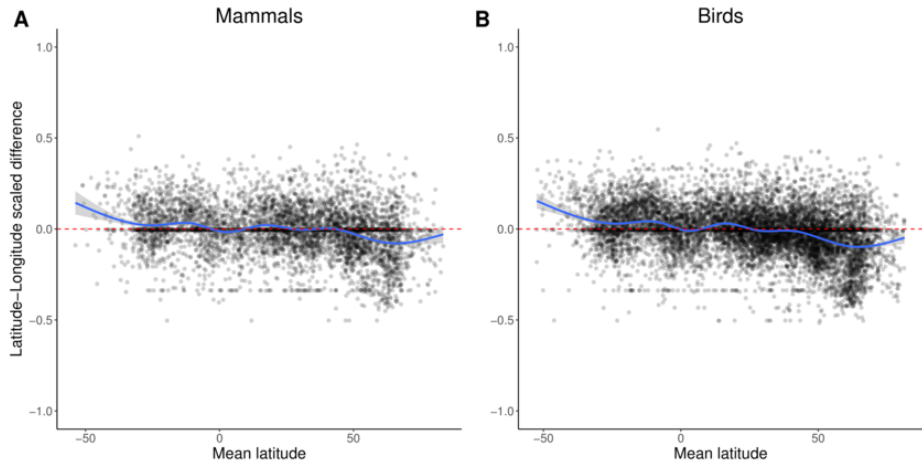 A
Mammals
B
Birds
Latitude−Longitude scaled difference
1.0
0.5
0.0
−0.5
−1.0
−50
0
50
Mean latitude
1.0
0.5
0.0
−0.5
−1.0
−50
0
50
Mean latitude